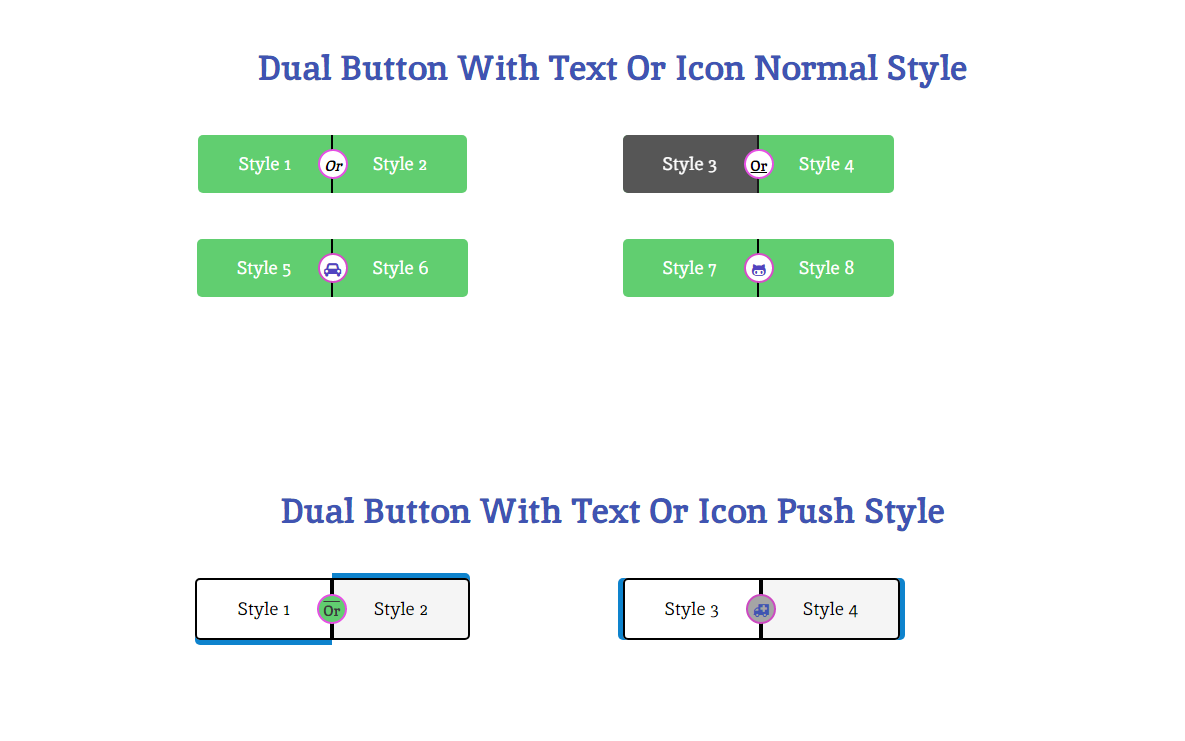 Dual Button With Text Or Icon Normal Style
Style 1 Or Style 2
Style 3 Or Style 4
Style 5 Style 6
Style 7 Style 8
Dual Button With Text Or Icon Push Style
Style 1 Or Style 2
Style 3 Style 4